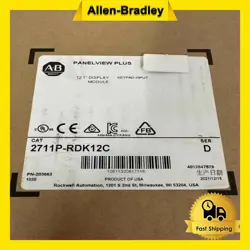 Allen-Bradley
AB
PANELVIEW PLUS
12.1" DISPLAY
MODULE
KEYPAD INPUT
CAT
SER
2711P-RDK12C
D
PRODUCT OF USA
Rockwell Automation, 1201 S 2nd St, Milwaukee, WI 53204, USA
FAST SHIPPING